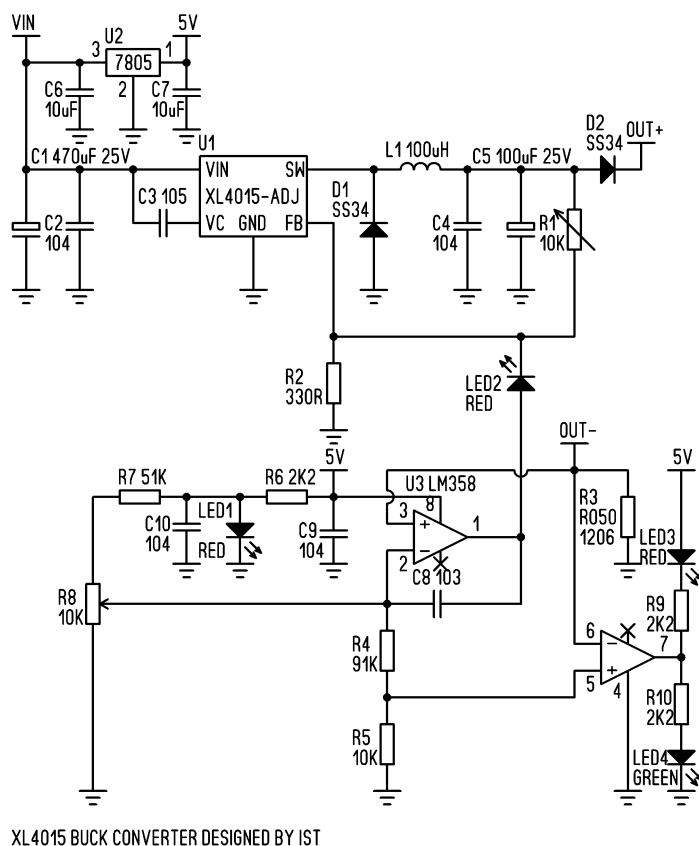 VIN
5V
U2
3
7805
1
2
C6
10uF
C7
10uF
U1
C1 470uF 25V
VIN
SW
XL4015-ADJ
VC
GND
FB
C3 105
C2
104
D1
SS34
L1 100uH
C5 100uF 25V
D2
SS34
OUT+
C4
104
R1
10K
R2
330R
LED2
RED
OUT-
5V
5V
R7 51K
R6 2K2
U3 LM358
8
3
+
1
-
2
C10
104
LED1
RED
C9
104
C8 103
R3
R050
1206
LED3
RED
R8
10K
R4
91K
R9
2K2
6
-
7
+
5
4
R5
10K
R10
2K2
LED4
GREEN
XL4015 BUCK CONVERTER DESIGNED BY IST